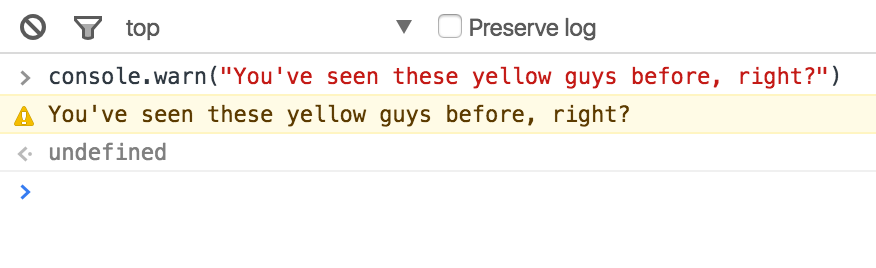 top Preserve log
console.warn("You've seen these yellow guys before, right?")
You've seen these yellow guys before, right?
undefined